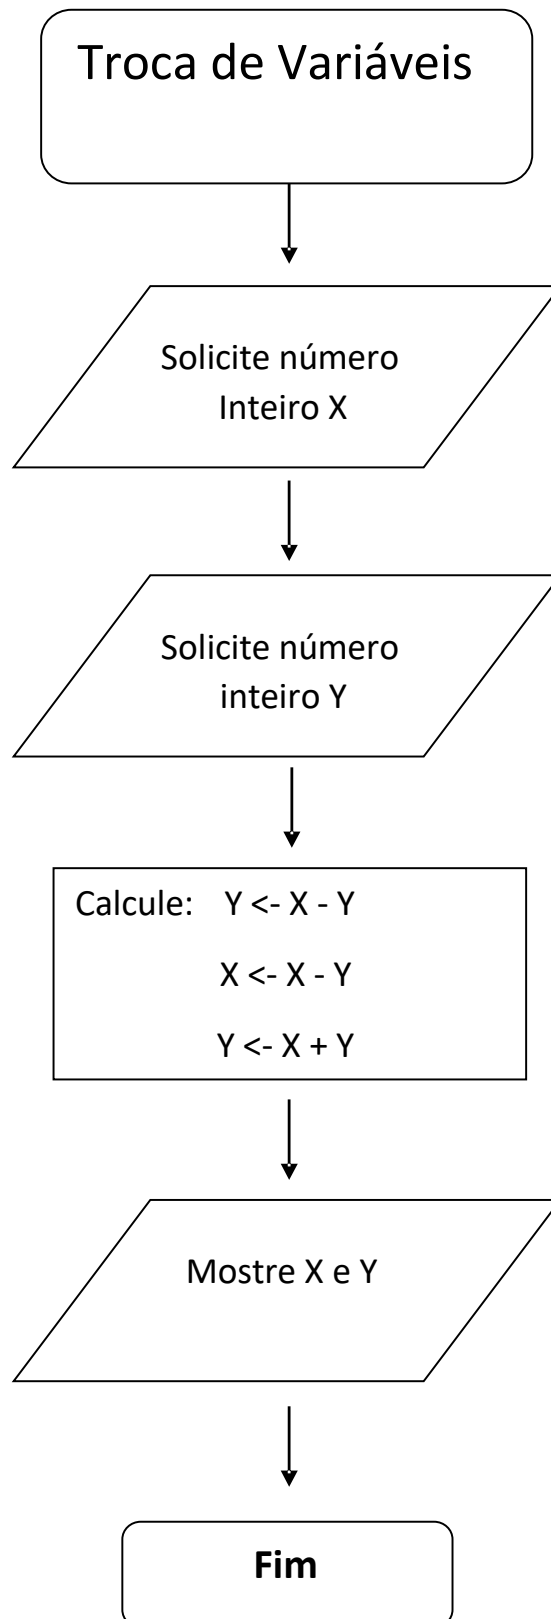 Troca de Variáveis
Solicite número
Inteiro X
Solicite número
inteiro Y
Calcule: Y <- X - Y
X <- X - Y
Y <- X + Y
Mostre X e Y
Fim